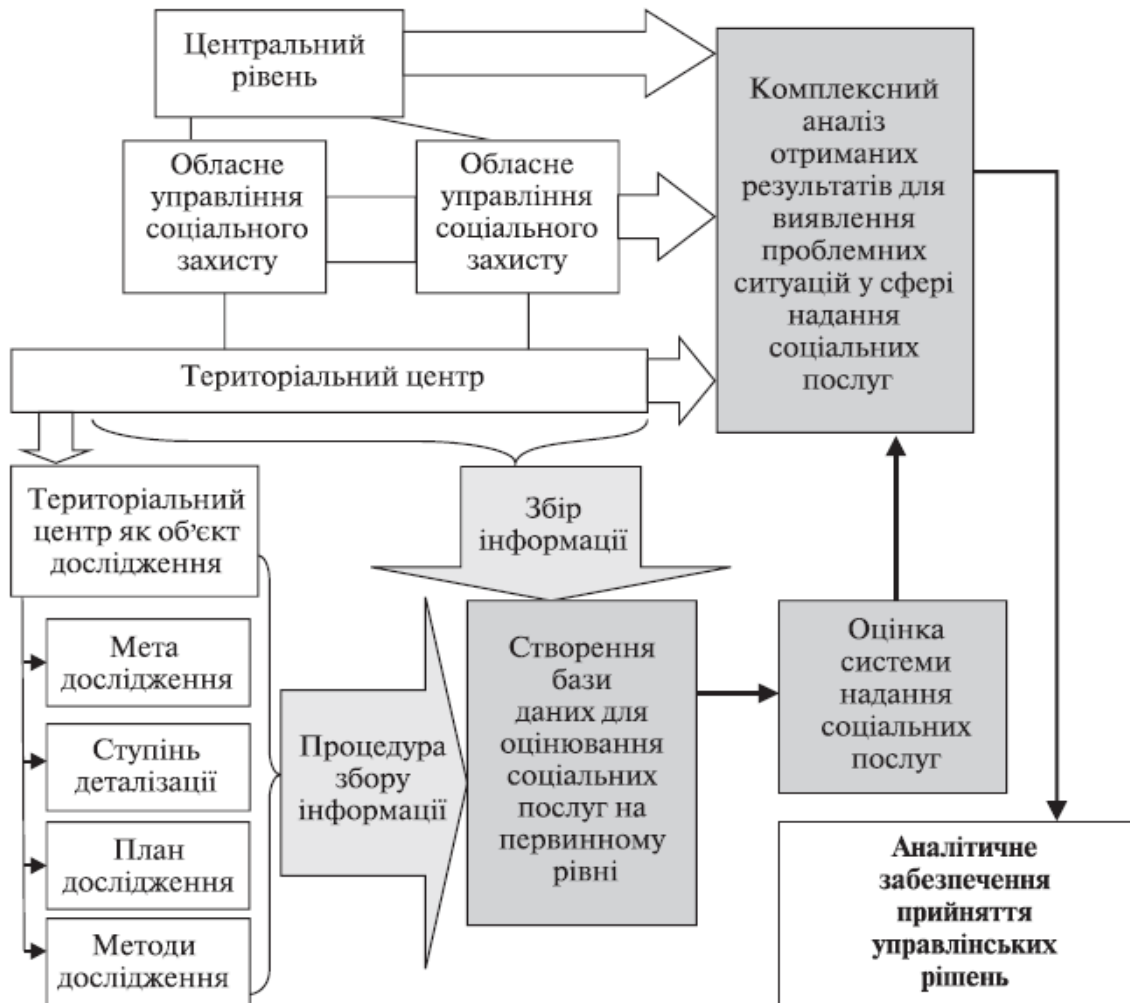 Центральний
рівень
Обласне
управління
соціального
захисту
Обласне
управління
соціального
захисту
Територіальний центр
Комплексний
аналіз
отриманих
результатів для
виявлення
проблемних
ситуацій у сфері
надання
соціальних
послуг
Територіальний
центр як об’єкт
дослідження
Мета
дослідження
Ступінь
деталізації
План
дослідження
Методи
дослідження
Збір
інформації
Процедура
збору
інформації
Створення
бази
даних для
оцінювання
соціальних
послуг на
первинному
рівні
Оцінка
системи
надання
соціальних
послуг
Аналітичне
забезпечення
прийняття
управлінських
рішень